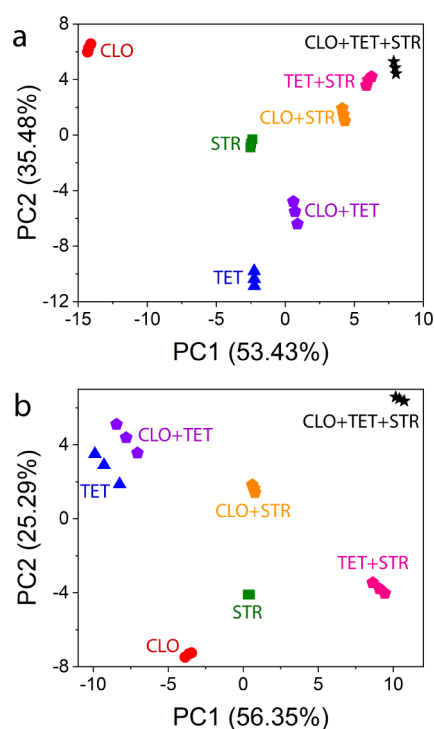 a
CLO
CLO+TET+STR
TET+STR
CLO+STR
STR
CLO+TET
TET
8
4
0
-4
-8
-12
PC2 (35.48%)
-15
-10
-5
0
5
10
PC1 (53.43%)
b
CLO+TET+STR
CLO+TET
TET
CLO+STR
TET+STR
STR
CLO
4
0
-4
-8
PC2 (25.29%)
-10
-5
0
5
10
PC1 (56.35%)